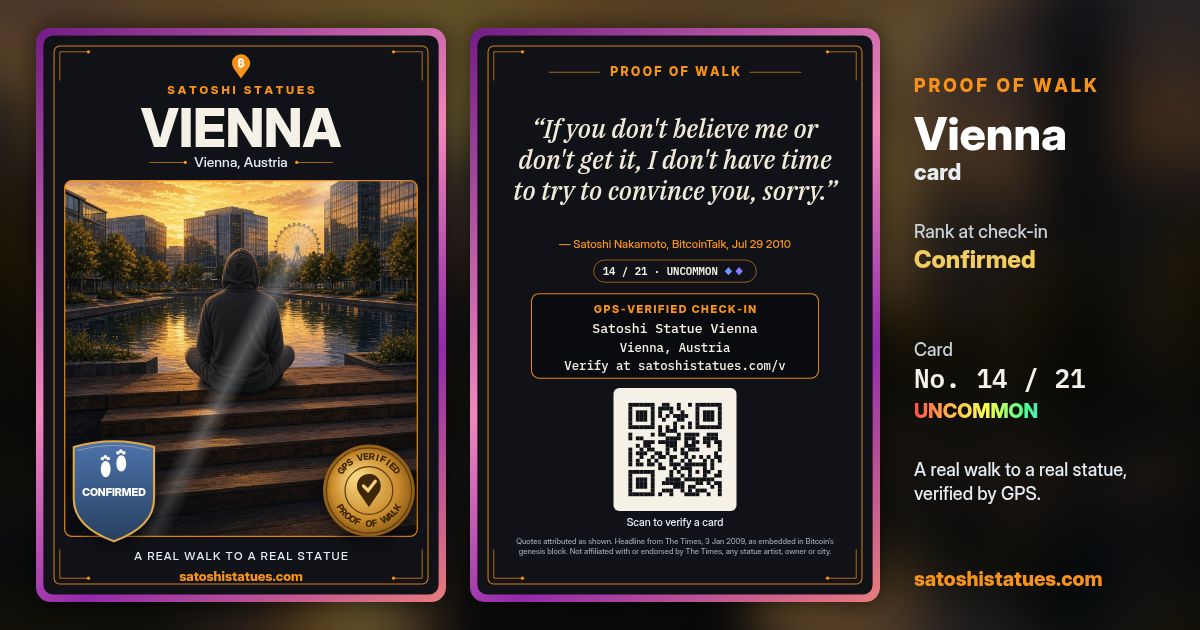 SATOSHI STATUES
VIENNA
Vienna, Austria
CONFIRMED
GPS VERIFIED
PROOF OF WALK
A REAL WALK TO A REAL STATUE
satoshistatues.com
PROOF OF WALK
“If you don't believe me or
don't get it, I don't have time
to try to convince you, sorry.”
— Satoshi Nakamoto, BitcoinTalk, Jul 29 2010
14 / 21 · UNCOMMON
GPS-VERIFIED CHECK-IN
Satoshi Statue Vienna
Vienna, Austria
Verify at satoshistatues.com/v
Scan to verify a card
Quotes attributed as shown. Headline from The Times, 3 Jan 2009, as embedded in Bitcoin's
genesis block. Not affiliated with or endorsed by The Times, any statue artist, owner or city.
PROOF OF WALK
Vienna
card
Rank at check-in
Confirmed
Card
No. 14 / 21
UNCOMMON
A real walk to a real statue,
verified by GPS.
satoshistatues.com